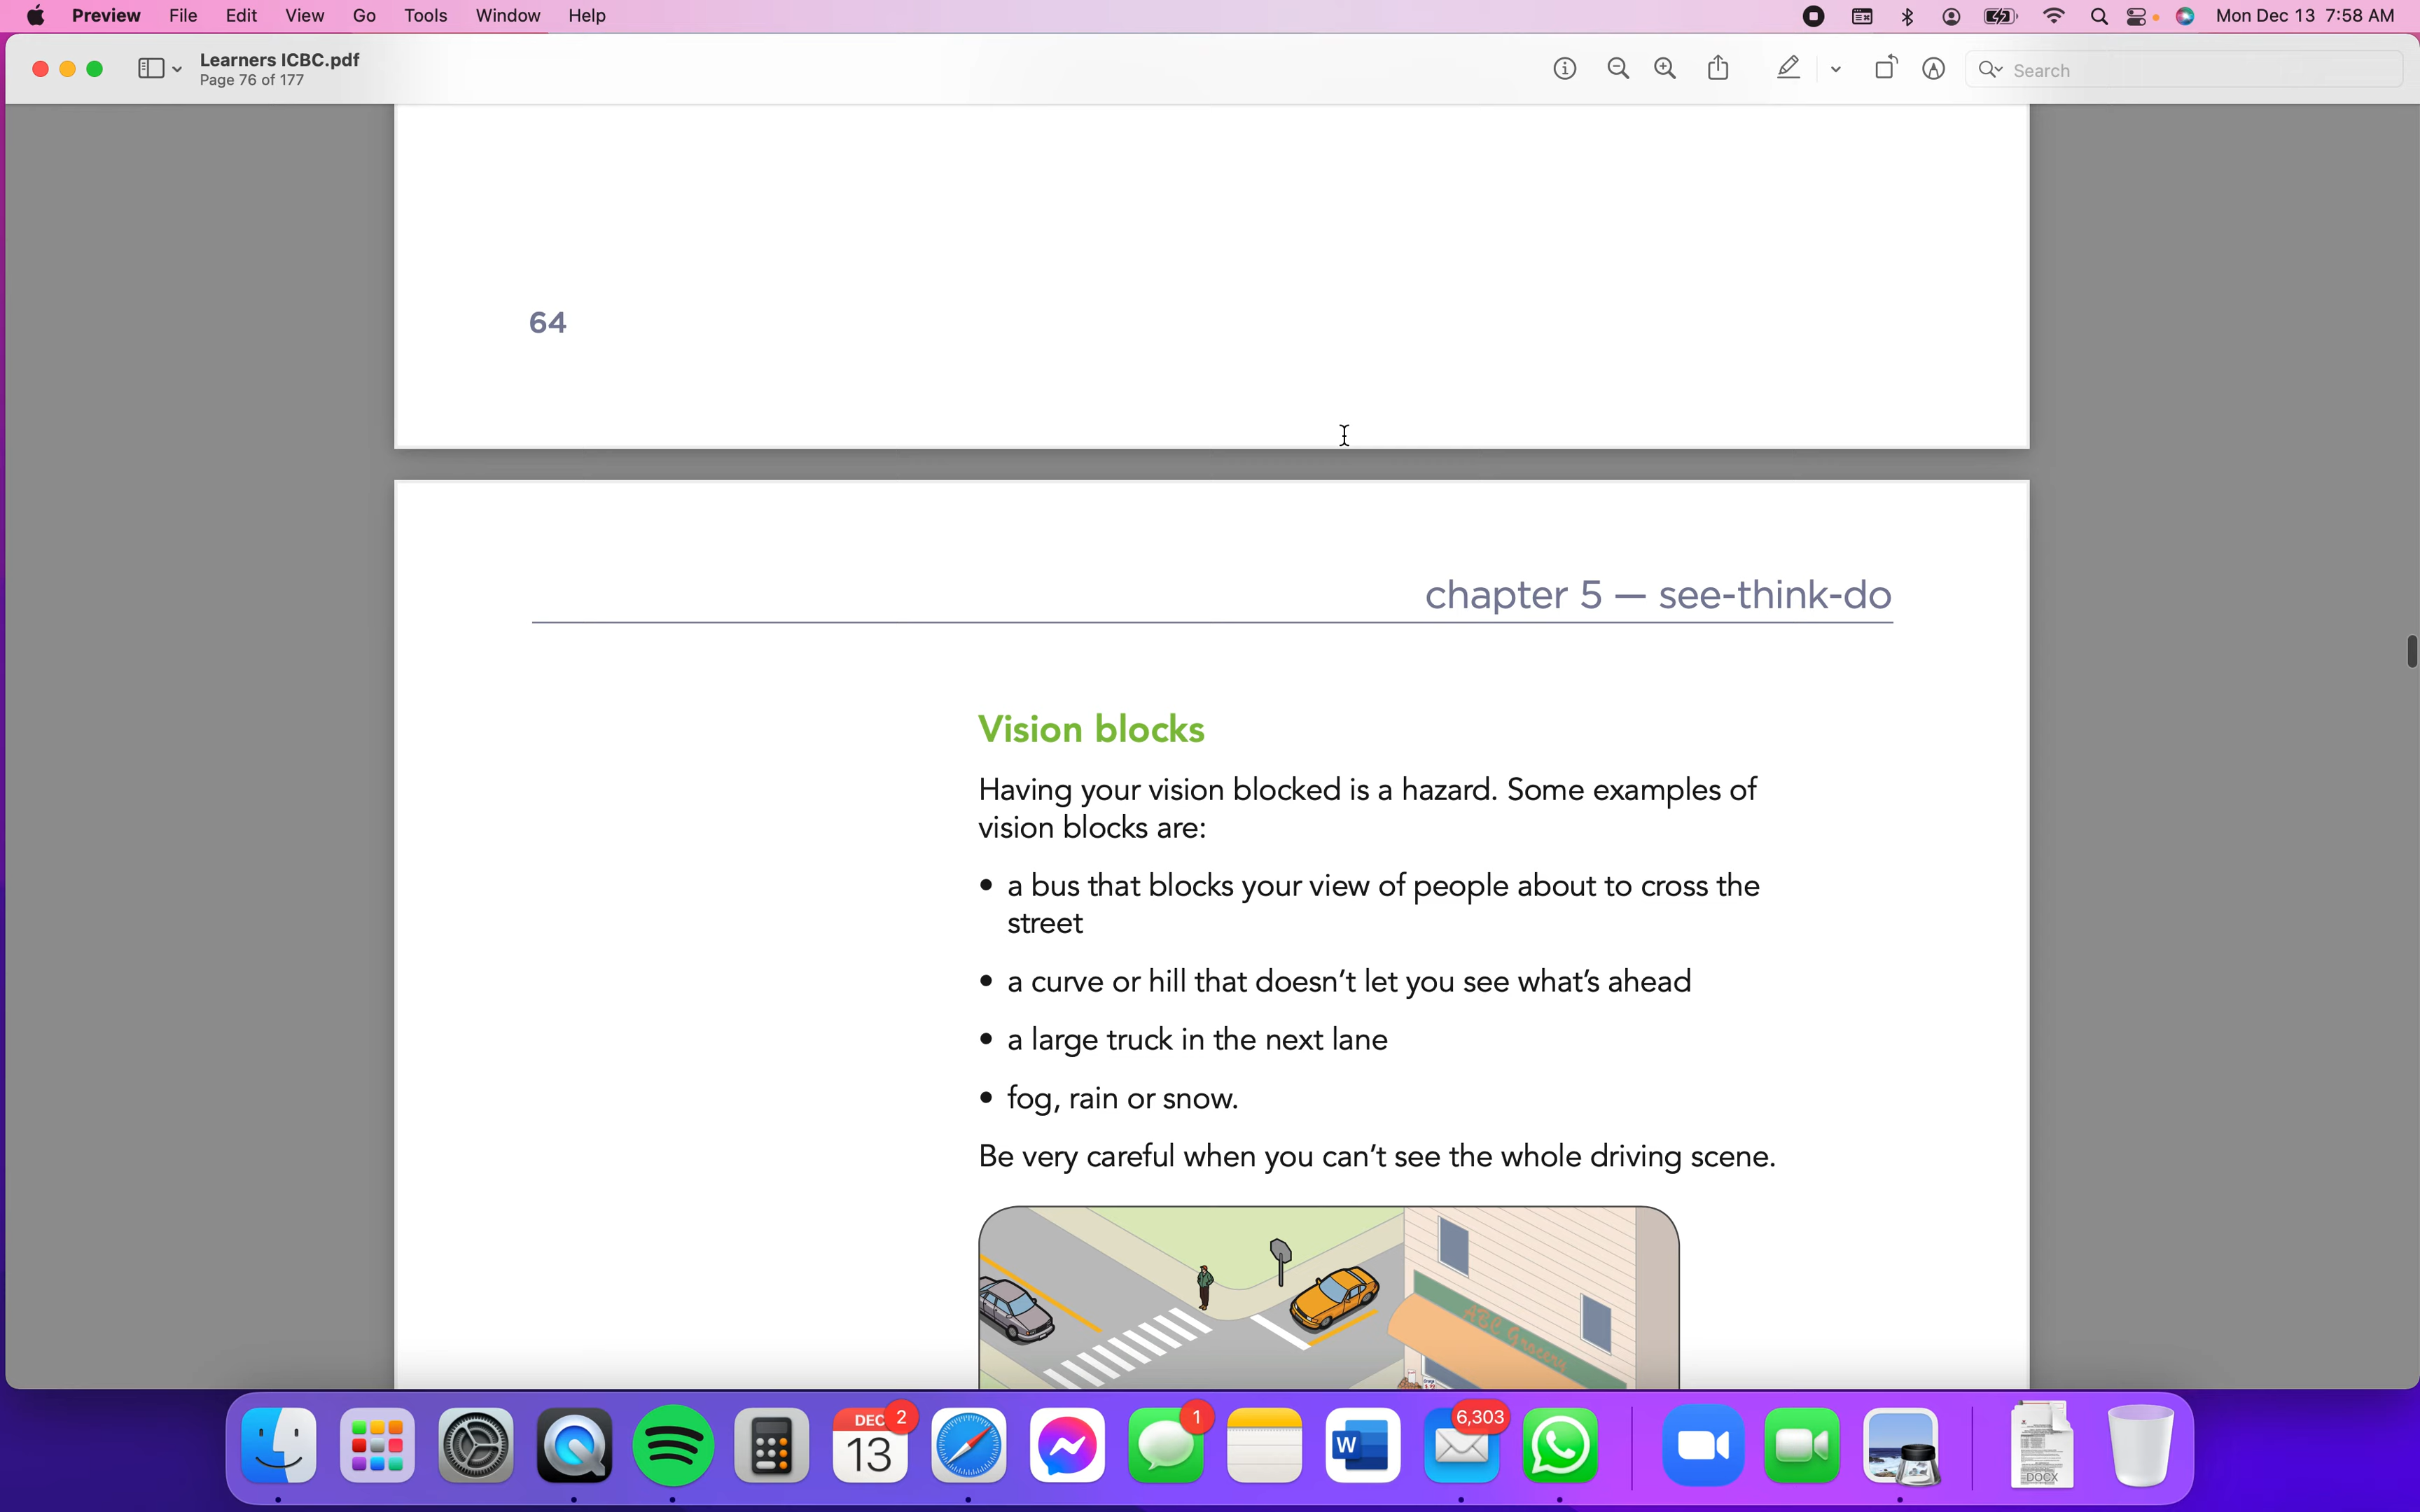 Preview File Edit View Go Tools Window Help
Mon Dec 13 7:58 AM
Learners ICBC.pdf
Page 76 of 177
Search
64
chapter 5 — see-think-do
Vision blocks
Having your vision blocked is a hazard. Some examples of
vision blocks are:
• a bus that blocks your view of people about to cross the
street
• a curve or hill that doesn't let you see what's ahead
• a large truck in the next lane
• fog, rain or snow.
Be very careful when you can't see the whole driving scene.
ABC Grocery
DEC 2
13
1
W
6,303
DOCX